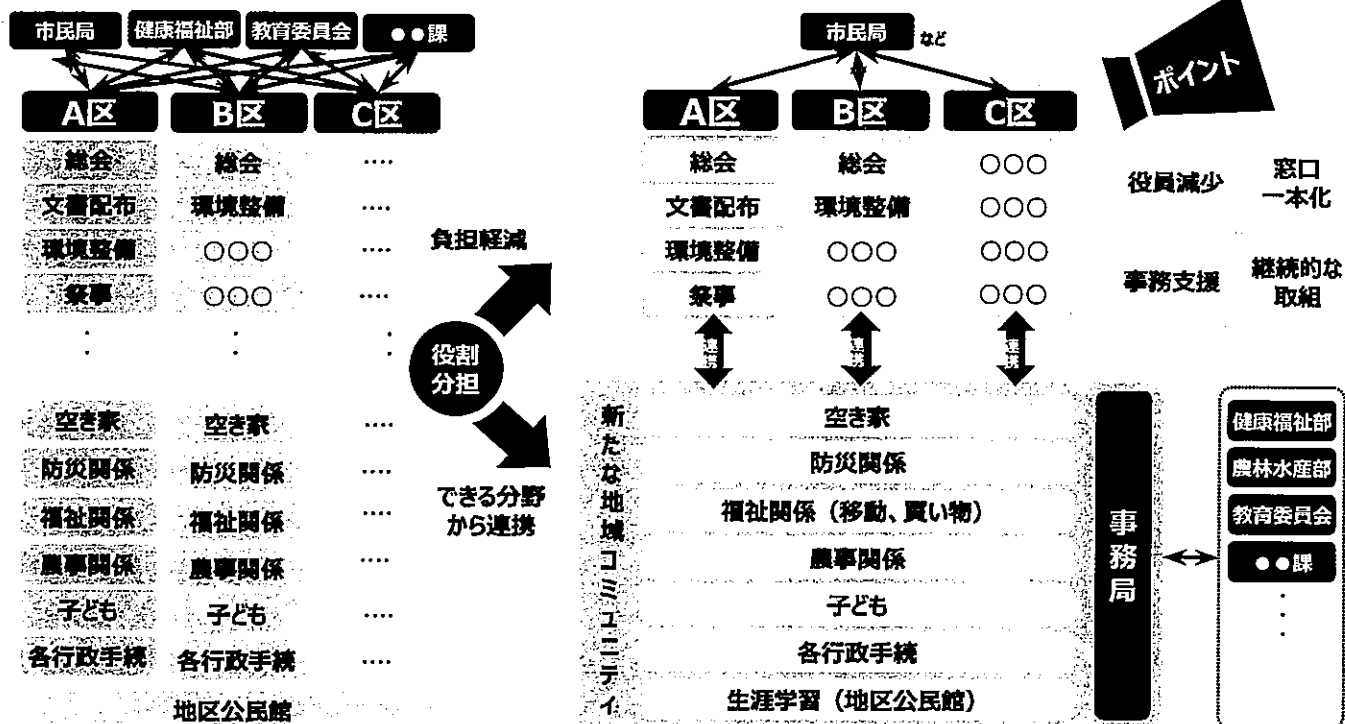 市民局 健康福祉部 教育委員会 ●●課
A区 B区 C区
総会 総会 ‥‥
文書配布 環境整備 ‥‥
環境整備 ○○○ ‥‥
祭事 ○○○ ‥‥
空き家 空き家 ‥‥
防災関係 防災関係 ‥‥
福祉関係 福祉関係 ‥‥
農事関係 農事関係 ‥‥
子ども 子ども ‥‥
各行政手続 各行政手続 ‥‥
地区公民館
負担軽減
役割
分担
できる分野
から連携
市民局 など
A区 B区 C区
総会 総会 ○○○
文書配布 環境整備 ○○○
環境整備 ○○○ ○○○
祭事 ○○○ ○○○
連携 連携 連携
新たな地域コミュニティ
空き家
防災関係
福祉関係（移動、買い物）
農事関係
子ども
各行政手続
生涯学習（地区公民館）
事務局
ポイント
役員減少
窓口
一本化
事務支援
継続的な
取組
健康福祉部
農林水産部
教育委員会
●●課